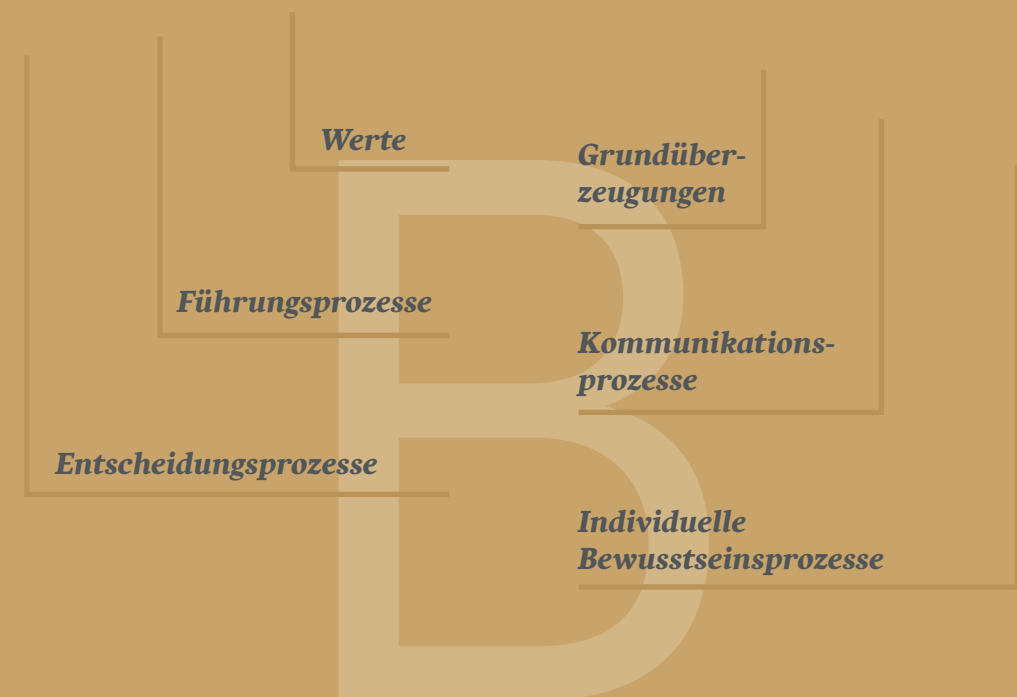 Werte
Führungsprozesse
Entscheidungsprozesse
Grundüber-
zeugungen
Kommunikations-
prozesse
Individuelle
Bewusstseinsprozesse
B